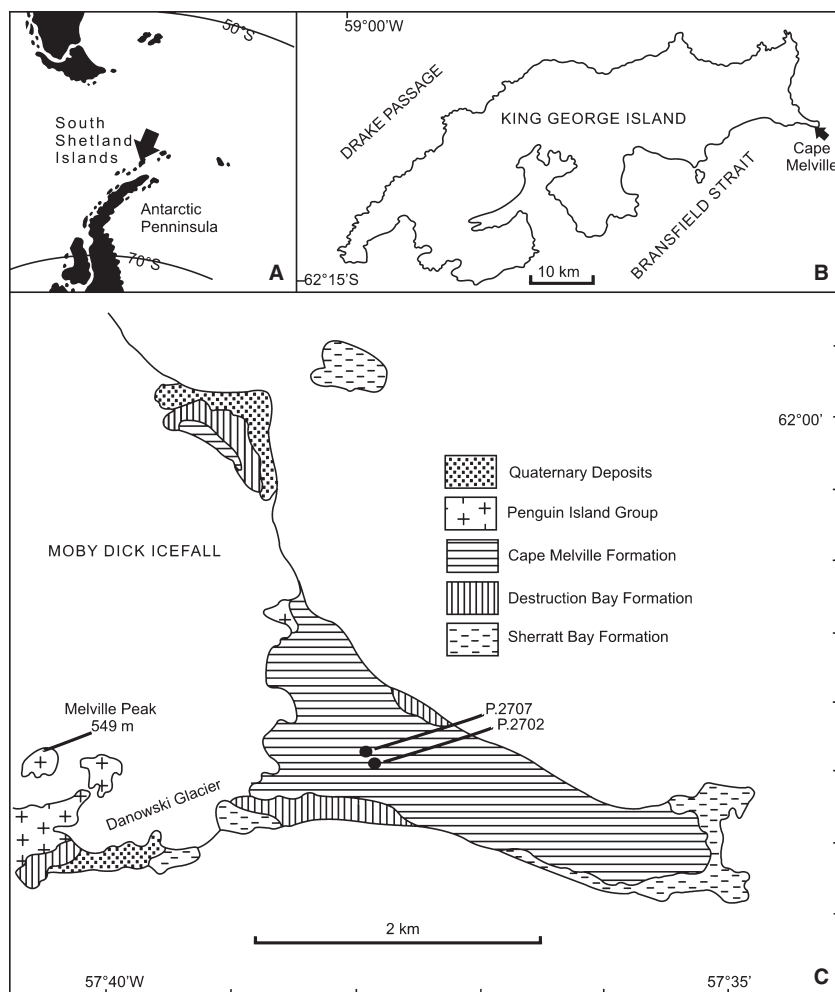 50°S
South
Shetland
Islands
Antarctic
Penninsula
70°S
A
59°00'W
DRAKE PASSAGE
KING GEORGE ISLAND
Cape
Melville
BRANSFIELD STRAIT
10 km
62°15'S
B
62°00'
Quaternary Deposits
Penguin Island Group
MOBY DICK ICEFALL
Cape Melville Formation
Destruction Bay Formation
Sherratt Bay Formation
Melville Peak
549 m
P.2707
P.2702
Danowski Glacier
2 km
57°40'W
57°35'
C